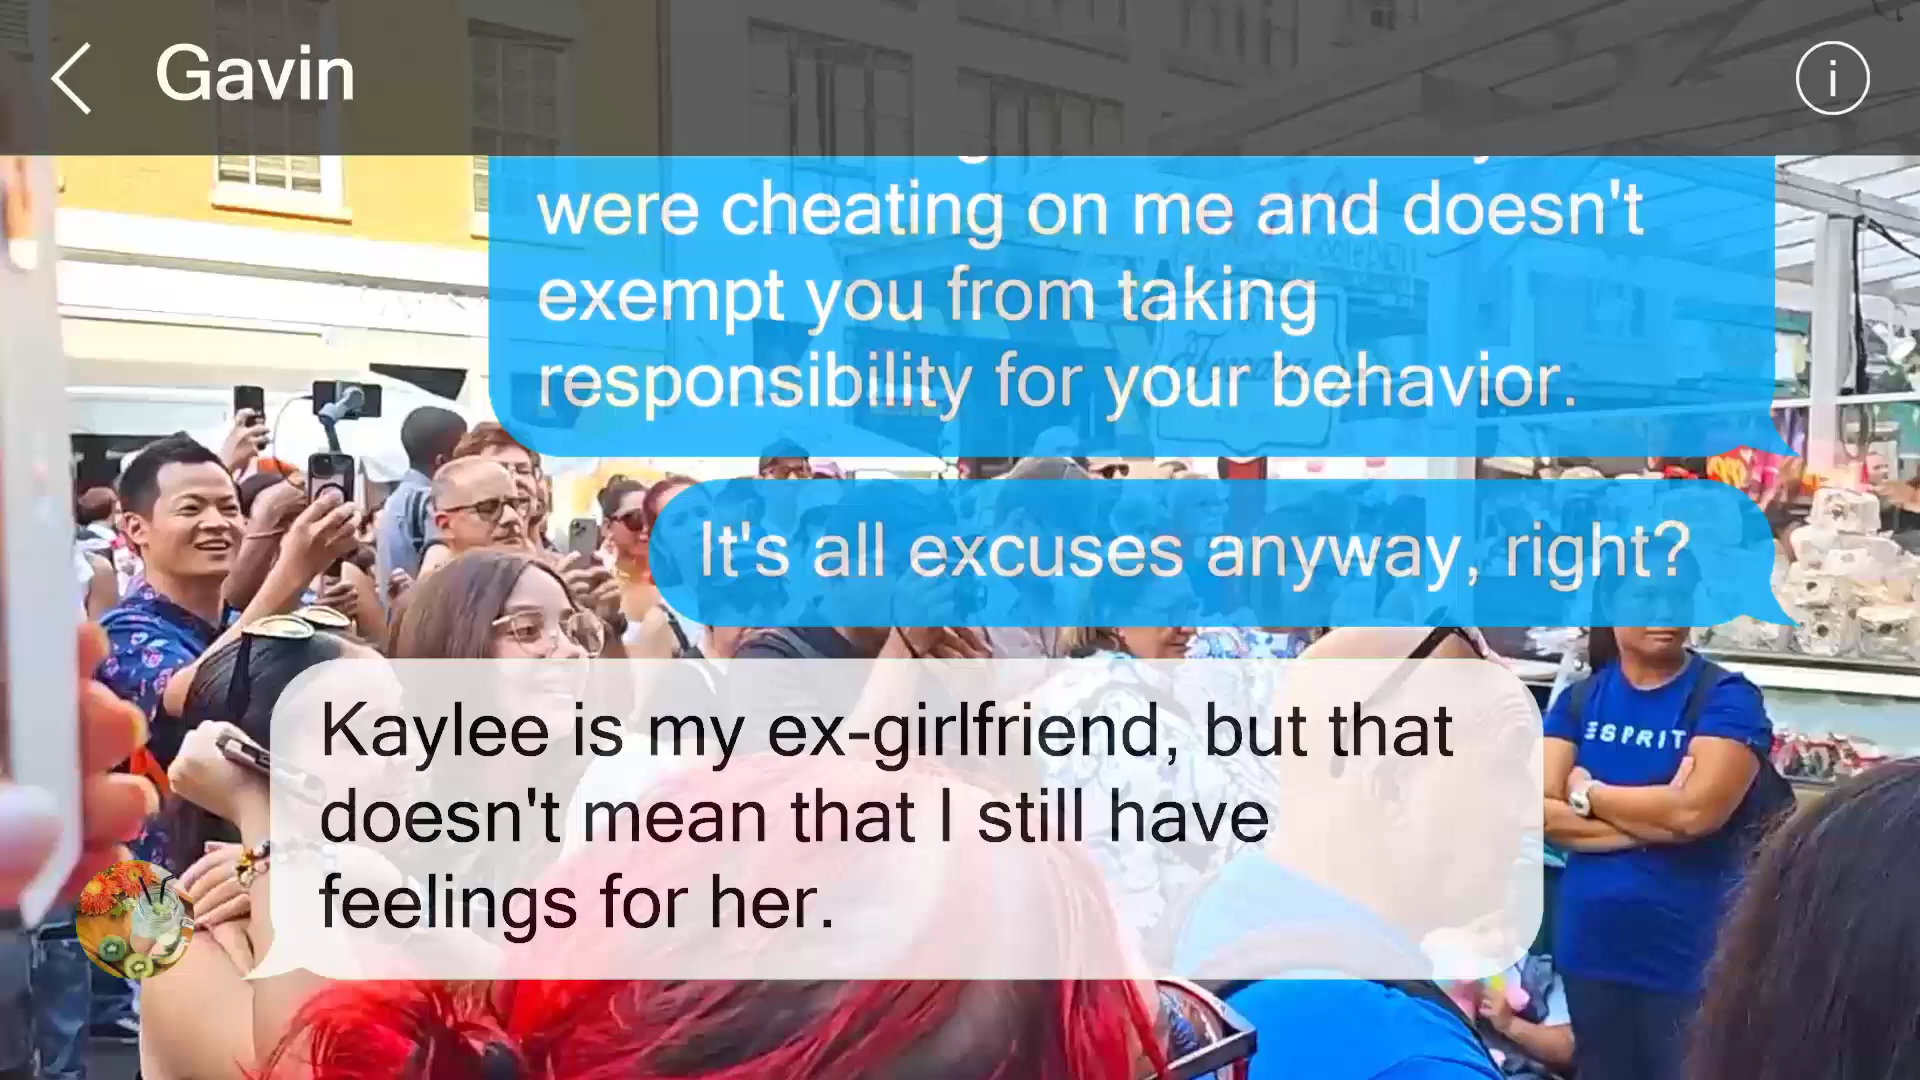 Gavin
were cheating on me and doesn't
exempt you from taking
responsibility for your behavior.
It's all excuses anyway, right?
Kaylee is my ex-girlfriend, but that
doesn't mean that I still have
feelings for her.
ESPRIT